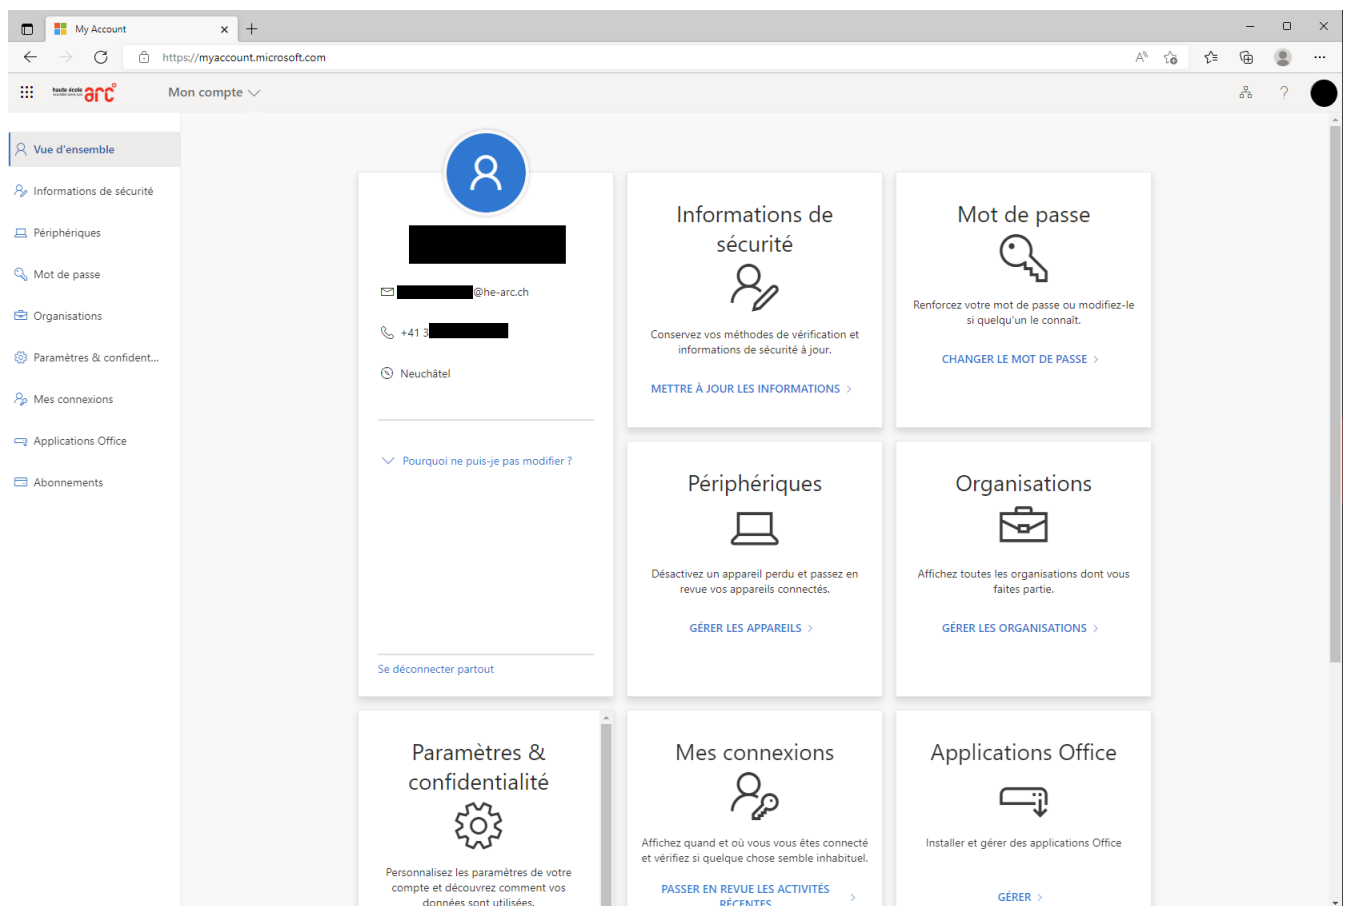 My Account
https://myaccount.microsoft.com
haute école
arc
Mon compte
Vue d'ensemble
Informations de sécurité
Périphériques
Mot de passe
Organisations
Paramètres & confident...
Mes connexions
Applications Office
Abonnements
@he-arc.ch
+41 3
Neuchâtel
Pourquoi ne puis-je pas modifier ?
Se déconnecter partout
Informations de
sécurité
Conservez vos méthodes de vérification et
informations de sécurité à jour.
METTRE À JOUR LES INFORMATIONS
Mot de passe
Renforcez votre mot de passe ou modifiez-le
si quelqu'un le connaît.
CHANGER LE MOT DE PASSE
Périphériques
Désactivez un appareil perdu et passez en
revue vos appareils connectés.
GÉRER LES APPAREILS
Organisations
Affichez toutes les organisations dont vous
faites partie.
GÉRER LES ORGANISATIONS
Paramètres &
confidentialité
Personnalisez les paramètres de votre
compte et découvrez comment vos
données sont utilisées.
Mes connexions
Affichez quand et où vous vous êtes connecté
et vérifiez si quelque chose semble inhabituel.
PASSER EN REVUE LES ACTIVITÉS
RÉCENTES
Applications Office
Installer et gérer des applications Office
GÉRER